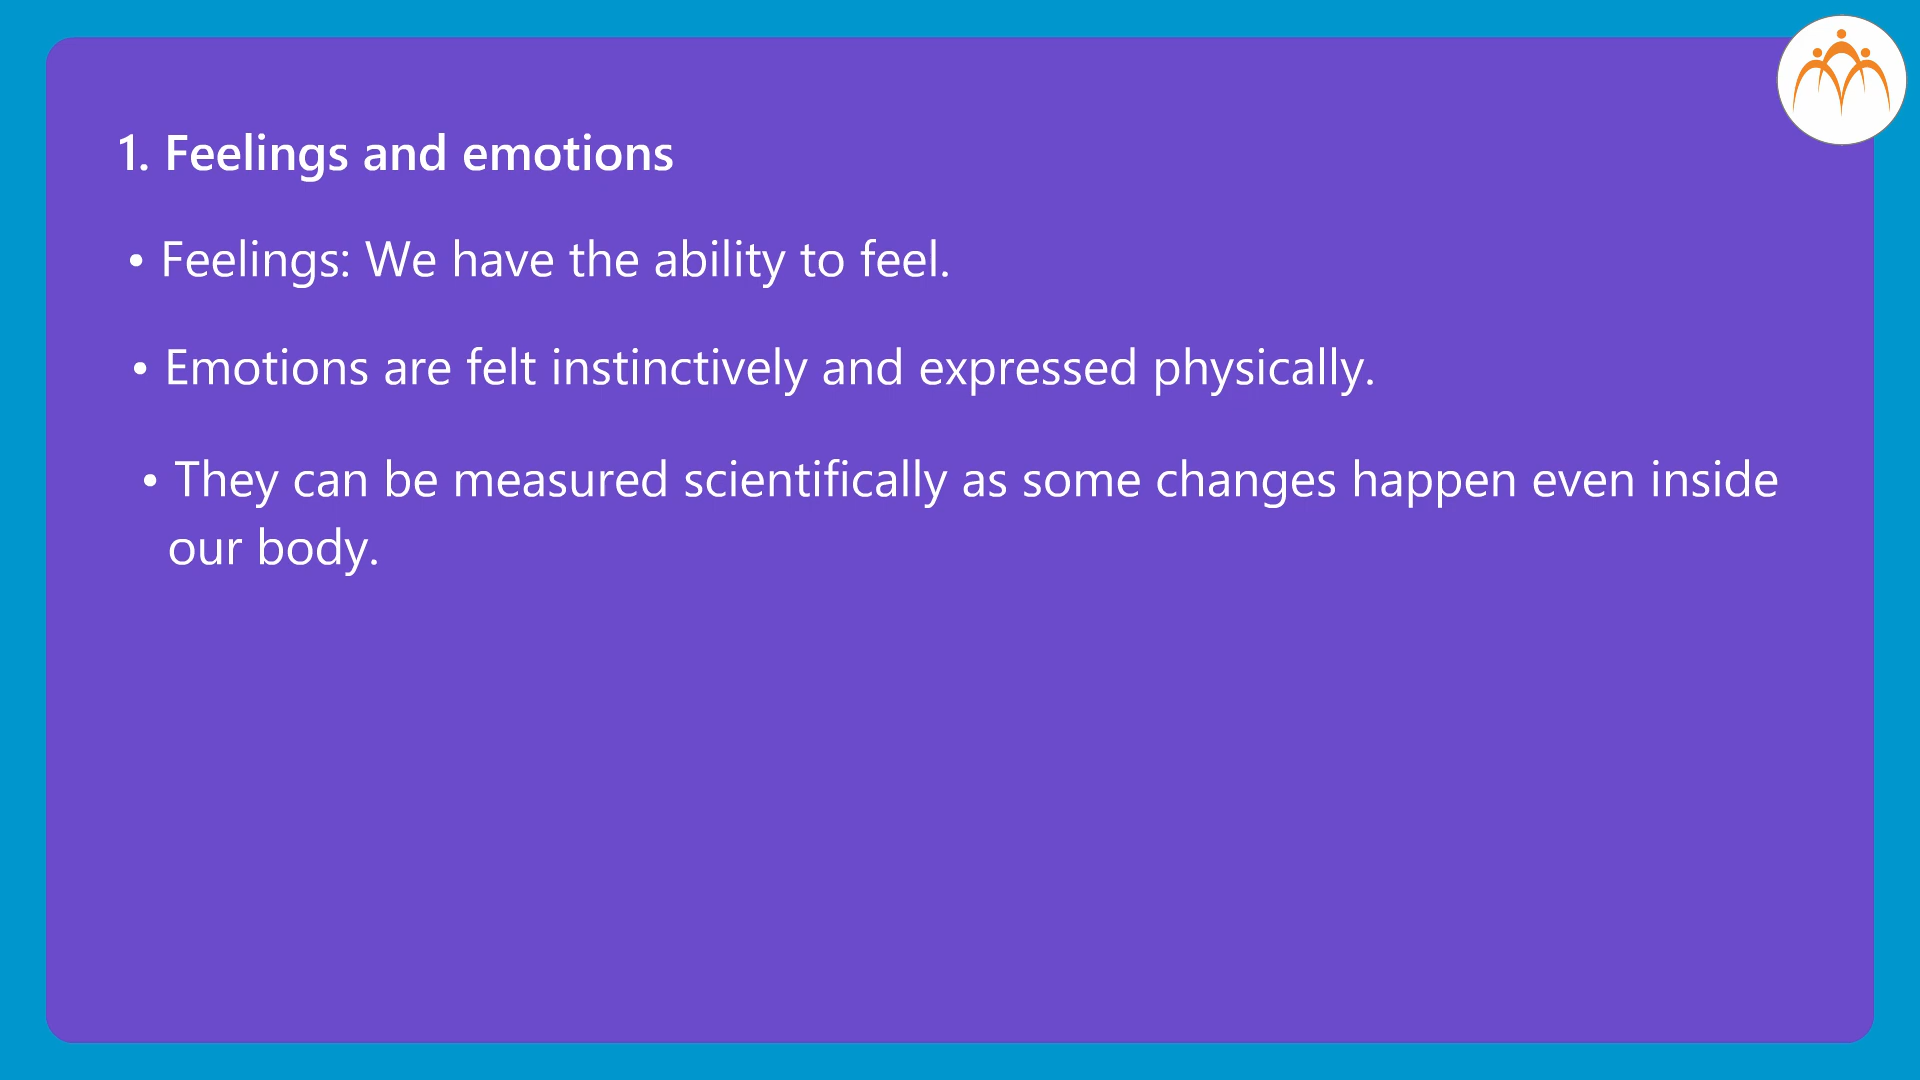 1. Feelings and emotions
• Feelings: We have the ability to feel.
• Emotions are felt instinctively and expressed physically.
• They can be measured scientifically as some changes happen even inside
our body.